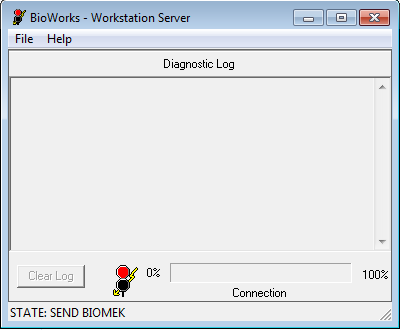 BioWorks - Workstation Server
File Help
Diagnostic Log
Clear Log
0%
100%
Connection
STATE: SEND BIOMEK